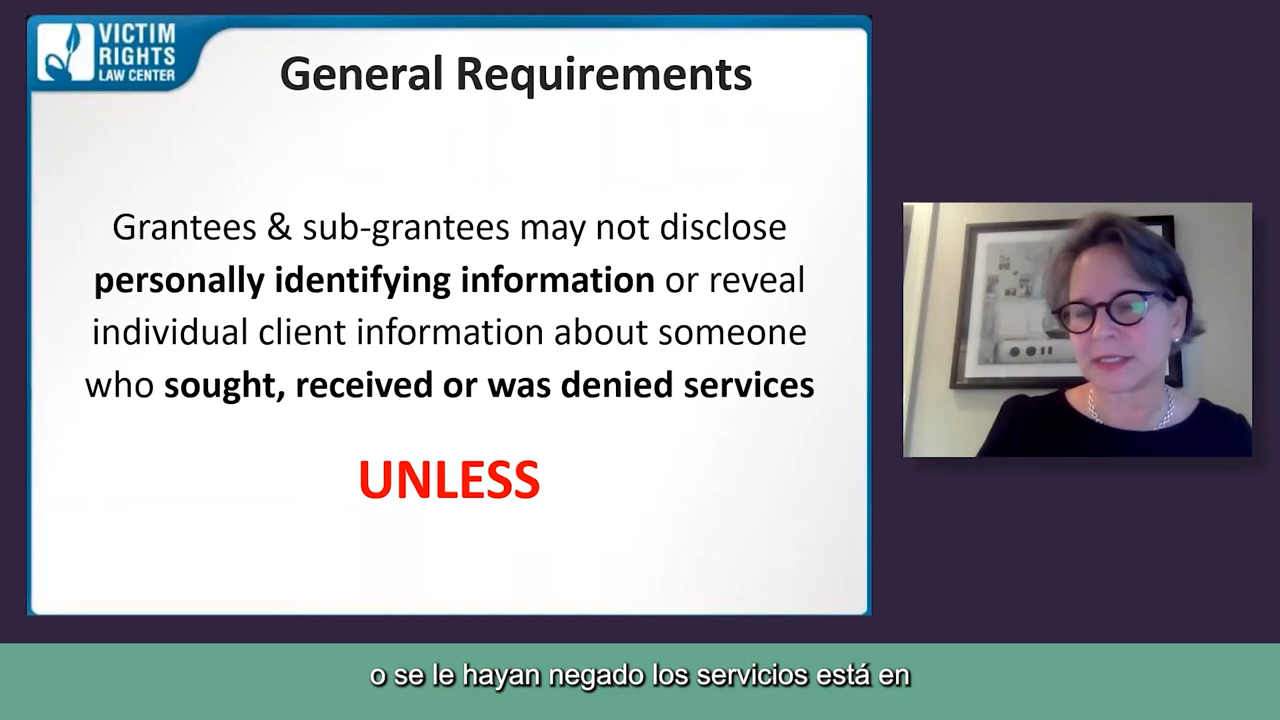 VICTIM
RIGHTS
LAW CENTER
General Requirements
Grantees & sub-grantees may not disclose
personally identifying information or reveal
individual client information about someone
who sought, received or was denied services
UNLESS
o se le hayan negado los servicios está en